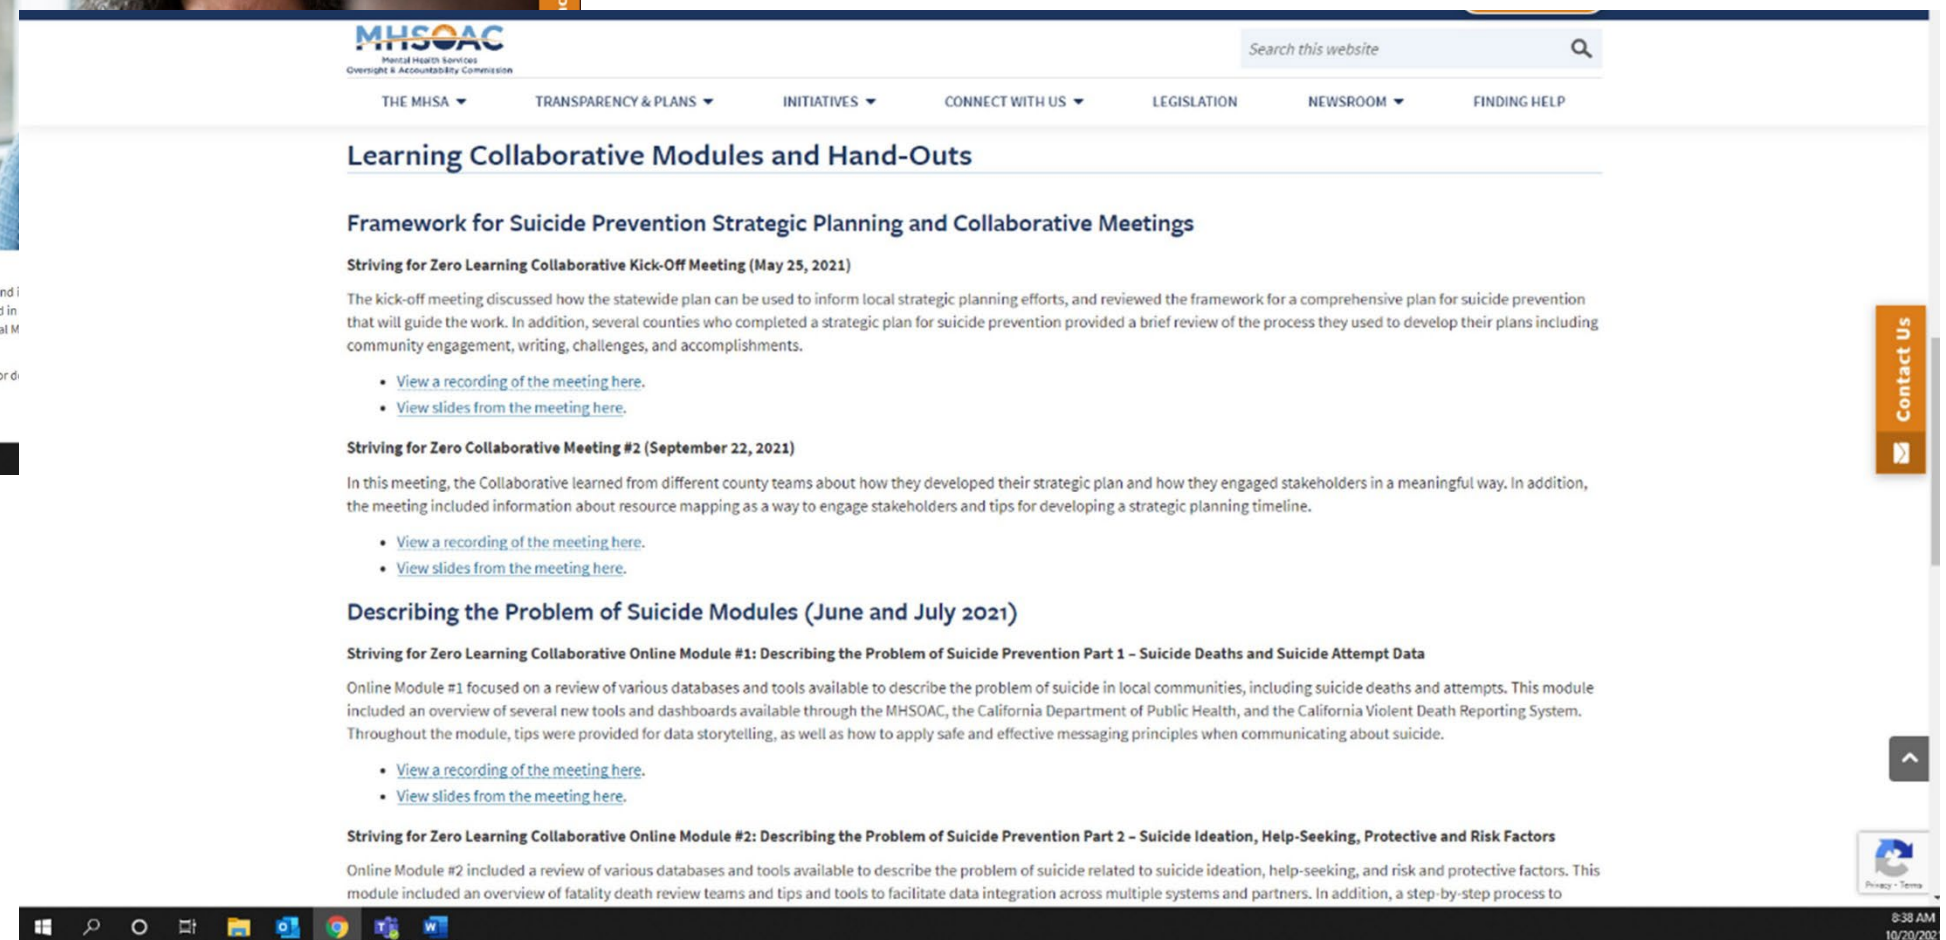 MHSOAC
Mental Health Services
Oversight & Accountability Commission
Search this website
THE MHSA
TRANSPARENCY & PLANS
INITIATIVES
CONNECT WITH US
LEGISLATION
NEWSROOM
FINDING HELP
Learning Collaborative Modules and Hand-Outs
Framework for Suicide Prevention Strategic Planning and Collaborative Meetings
Striving for Zero Learning Collaborative Kick-Off Meeting (May 25, 2021)
The kick-off meeting discussed how the statewide plan can be used to inform local strategic planning efforts, and reviewed the framework for a comprehensive plan for suicide prevention
that will guide the work. In addition, several counties who completed a strategic plan for suicide prevention provided a brief review of the process they used to develop their plans including
community engagement, writing, challenges, and accomplishments.
• View a recording of the meeting here.
• View slides from the meeting here.
Striving for Zero Collaborative Meeting #2 (September 22, 2021)
In this meeting, the Collaborative learned from different county teams about how they developed their strategic plan and how they engaged stakeholders in a meaningful way. In addition,
the meeting included information about resource mapping as a way to engage stakeholders and tips for developing a strategic planning timeline.
• View a recording of the meeting here.
• View slides from the meeting here.
Describing the Problem of Suicide Modules (June and July 2021)
Striving for Zero Learning Collaborative Online Module #1: Describing the Problem of Suicide Prevention Part 1 – Suicide Deaths and Suicide Attempt Data
Online Module #1 focused on a review of various databases and tools available to describe the problem of suicide in local communities, including suicide deaths and attempts. This module
included an overview of several new tools and dashboards available through the MHSOAC, the California Department of Public Health, and the California Violent Death Reporting System.
Throughout the module, tips were provided for data storytelling, as well as how to apply safe and effective messaging principles when communicating about suicide.
• View a recording of the meeting here.
• View slides from the meeting here.
Striving for Zero Learning Collaborative Online Module #2: Describing the Problem of Suicide Prevention Part 2 – Suicide Ideation, Help-Seeking, Protective and Risk Factors
Online Module #2 included a review of various databases and tools available to describe the problem of suicide related to suicide ideation, help-seeking, and risk and protective factors. This
module included an overview of fatality death review teams and tips and tools to facilitate data integration across multiple systems and partners. In addition, a step-by-step process to
Contact Us
Privacy - Terms
8:38 AM
10/20/202